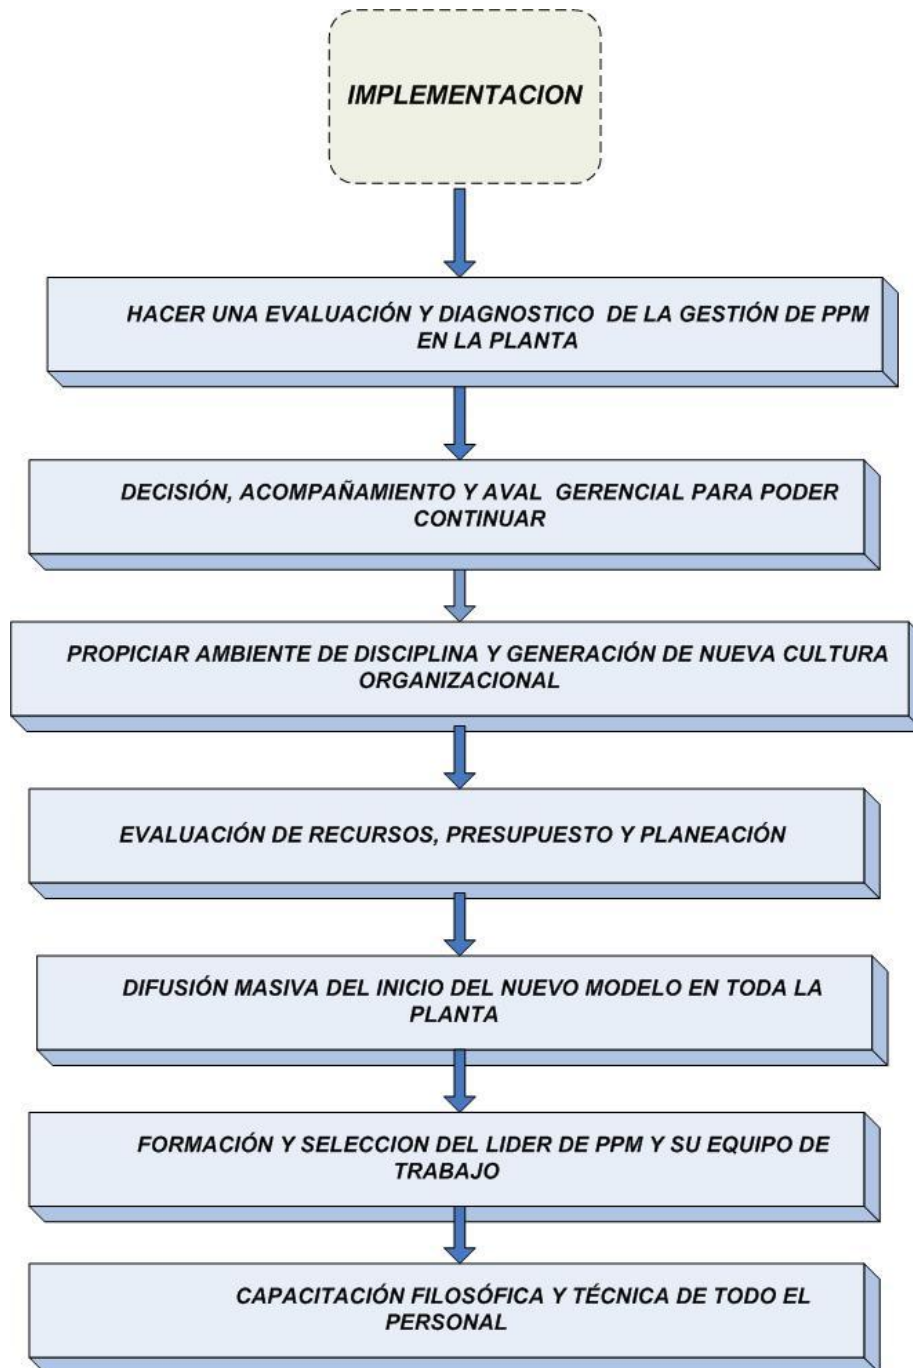 IMPLEMENTACION
HACER UNA EVALUACIÓN Y DIAGNOSTICO DE LA GESTIÓN DE PPM
EN LA PLANTA
DECISIÓN, ACOMPAÑAMIENTO Y AVAL GERENCIAL PARA PODER
CONTINUAR
PROPICIAR AMBIENTE DE DISCIPLINA Y GENERACIÓN DE NUEVA CULTURA
ORGANIZACIONAL
EVALUACIÓN DE RECURSOS, PRESUPUESTO Y PLANEACIÓN
DIFUSIÓN MASIVA DEL INICIO DEL NUEVO MODELO EN TODA LA
PLANTA
FORMACIÓN Y SELECCION DEL LIDER DE PPM Y SU EQUIPO DE
TRABAJO
CAPACITACIÓN FILOSÓFICA Y TÉCNICA DE TODO EL
PERSONAL